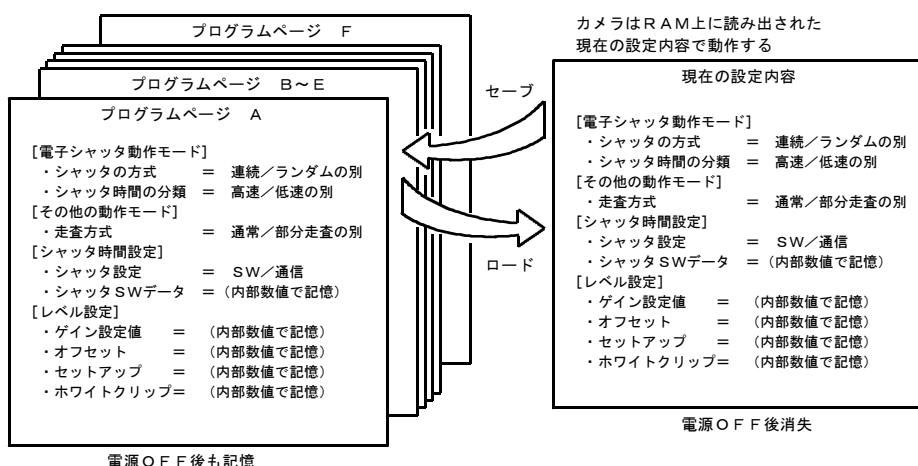 プログラムページ　F
プログラムページ　B～E
プログラムページ　A
[電子シャッタ動作モード]
・シャッタの方式　＝　連続／ランダムの別
・シャッタ時間の分類　＝　高速／低速の別
[その他の動作モード]
・走査方式　＝　通常／部分走査の別
[シャッタ時間設定]
・シャッタ設定　＝　ＳＷ／通信
・シャッタＳＷデータ　＝（内部数値で記憶）
[レベル設定]
・ゲイン設定値　＝　（内部数値で記憶）
・オフセット　＝　（内部数値で記憶）
・セットアップ　＝　（内部数値で記憶）
・ホワイトクリップ＝　（内部数値で記憶）
電源ＯＦＦ後も記憶
セーブ
ロード
カメラはＲＡＭ上に読み出された
現在の設定内容で動作する
現在の設定内容
[電子シャッタ動作モード]
・シャッタの方式　＝　連続／ランダムの別
・シャッタ時間の分類　＝　高速／低速の別
[その他の動作モード]
・走査方式　＝　通常／部分走査の別
[シャッタ時間設定]
・シャッタ設定　＝　ＳＷ／通信
・シャッタＳＷデータ　＝（内部数値で記憶）
[レベル設定]
・ゲイン設定値　＝　（内部数値で記憶）
・オフセット　＝　（内部数値で記憶）
・セットアップ　＝　（内部数値で記憶）
・ホワイトクリップ＝　（内部数値で記憶）
電源ＯＦＦ後消失